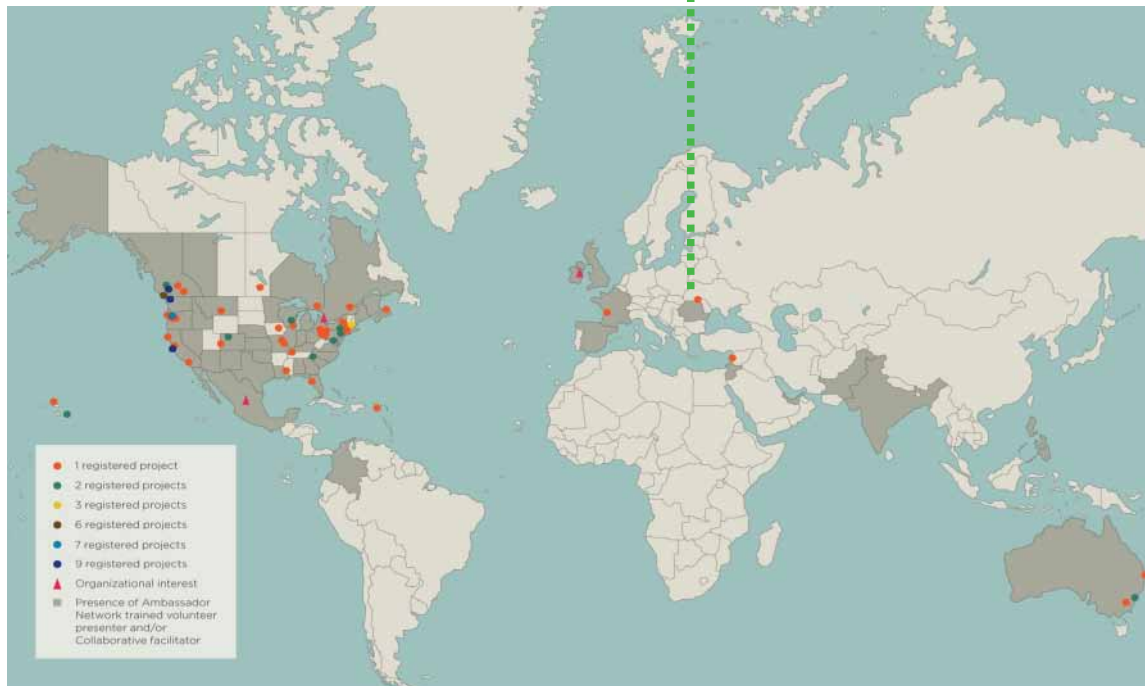 1 registered project
2 registered projects
3 registered projects
6 registered projects
7 registered projects
9 registered projects
Organizational interest
Presence of Ambassador
Network trained volunteer
presenter and/or
Collaborative facilitator